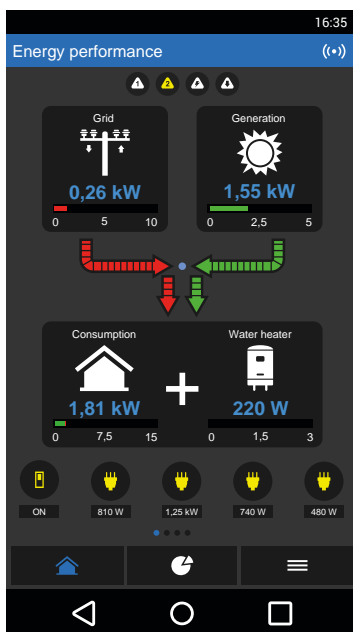 16:35
Energy performance
1 2
Grid Generation
0,26 kW 1,55 kW
0 5 10 0 2,5 5
Consumption Water heater
1,81 kW 220 W
0 7,5 15 0 1,5 3
ON 810 W 1,25 kW 740 W 480 W